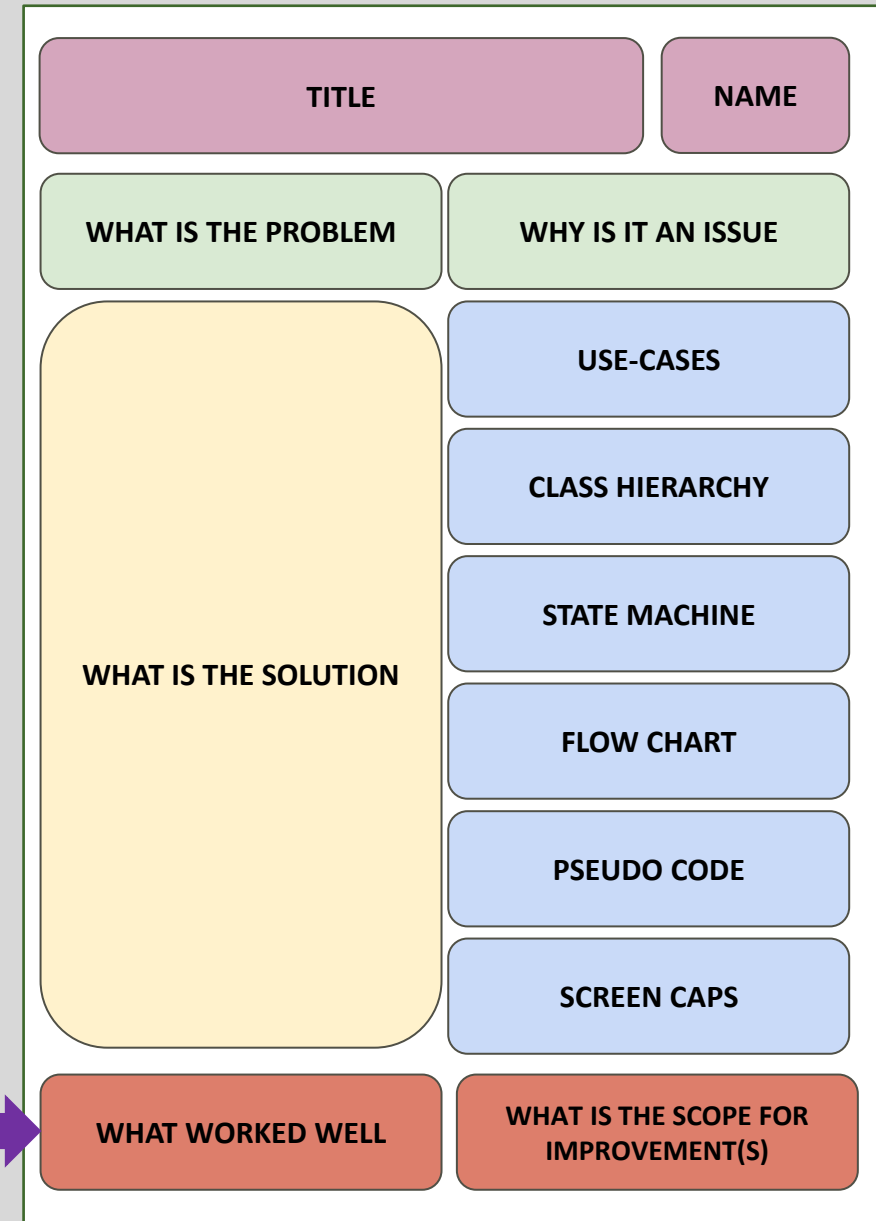 TITLE
NAME
WHAT IS THE PROBLEM
WHY IS IT AN ISSUE
WHAT IS THE SOLUTION
USE-CASES
CLASS HIERARCHY
STATE MACHINE
FLOW CHART
PSEUDO CODE
SCREEN CAPS
WHAT WORKED WELL
WHAT IS THE SCOPE FOR
IMPROVEMENT(S)